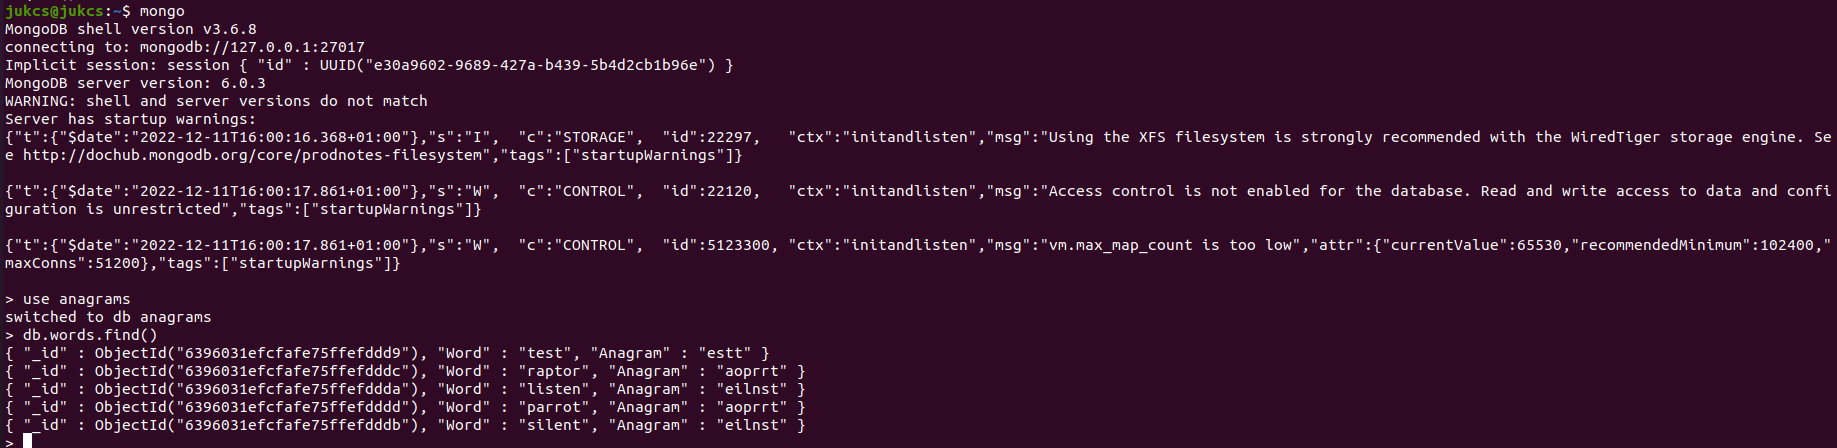 jukcs@jukcs:~$ mongo
MongoDB shell version v3.6.8
connecting to: mongodb://127.0.0.1:27017
Implicit session: session { "id" : UUID("e30a9602-9689-427a-b439-5b4d2cb1b96e") }
MongoDB server version: 6.0.3
WARNING: shell and server versions do not match
Server has startup warnings:
{"t":{"$date":"2022-12-11T16:00:16.368+01:00"},"s":"I",  "c":"STORAGE",  "id":22297,   "ctx":"initandlisten","msg":"Using the XFS filesystem is strongly recommended with the WiredTiger storage engine. Se
e http://dochub.mongodb.org/core/prodnotes-filesystem","tags":["startupWarnings"]}
{"t":{"$date":"2022-12-11T16:00:17.861+01:00"},"s":"W",  "c":"CONTROL",  "id":22120,   "ctx":"initandlisten","msg":"Access control is not enabled for the database. Read and write access to data and confi
guration is unrestricted","tags":["startupWarnings"]}
{"t":{"$date":"2022-12-11T16:00:17.861+01:00"},"s":"W",  "c":"CONTROL",  "id":5123300, "ctx":"initandlisten","msg":"vm.max_map_count is too low","attr":{"currentValue":65530,"recommendedMinimum":102400,"
maxConns":51200},"tags":["startupWarnings"]}
> use anagrams
switched to db anagrams
> db.words.find()
{ "_id" : ObjectId("6396031efcfafe75ffefddd9"), "Word" : "test", "Anagram" : "estt" }
{ "_id" : ObjectId("6396031efcfafe75ffefdddc"), "Word" : "raptor", "Anagram" : "aoprrt" }
{ "_id" : ObjectId("6396031efcfafe75ffefddda"), "Word" : "listen", "Anagram" : "eilnst" }
{ "_id" : ObjectId("6396031efcfafe75ffefdddd"), "Word" : "parrot", "Anagram" : "aoprrt" }
{ "_id" : ObjectId("6396031efcfafe75ffefdddb"), "Word" : "silent", "Anagram" : "eilnst" }
>